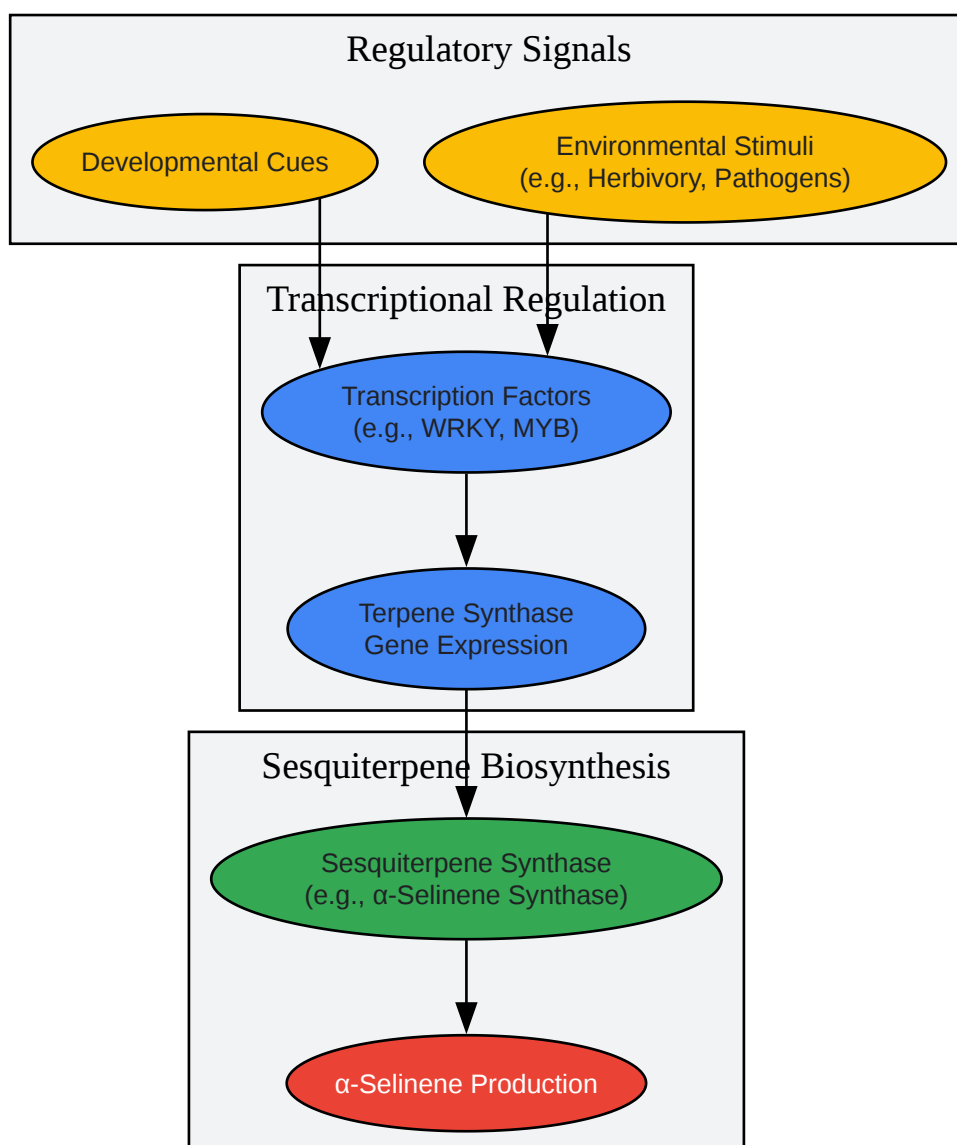 Regulatory Signals
Developmental Cues
Environmental Stimuli
(e.g., Herbivory, Pathogens)
Transcriptional Regulation
Transcription Factors
(e.g., WRKY, MYB)
Terpene Synthase
Gene Expression
Sesquiterpene Biosynthesis
Sesquiterpene Synthase
(e.g., α-Selinene Synthase)
α-Selinene Production